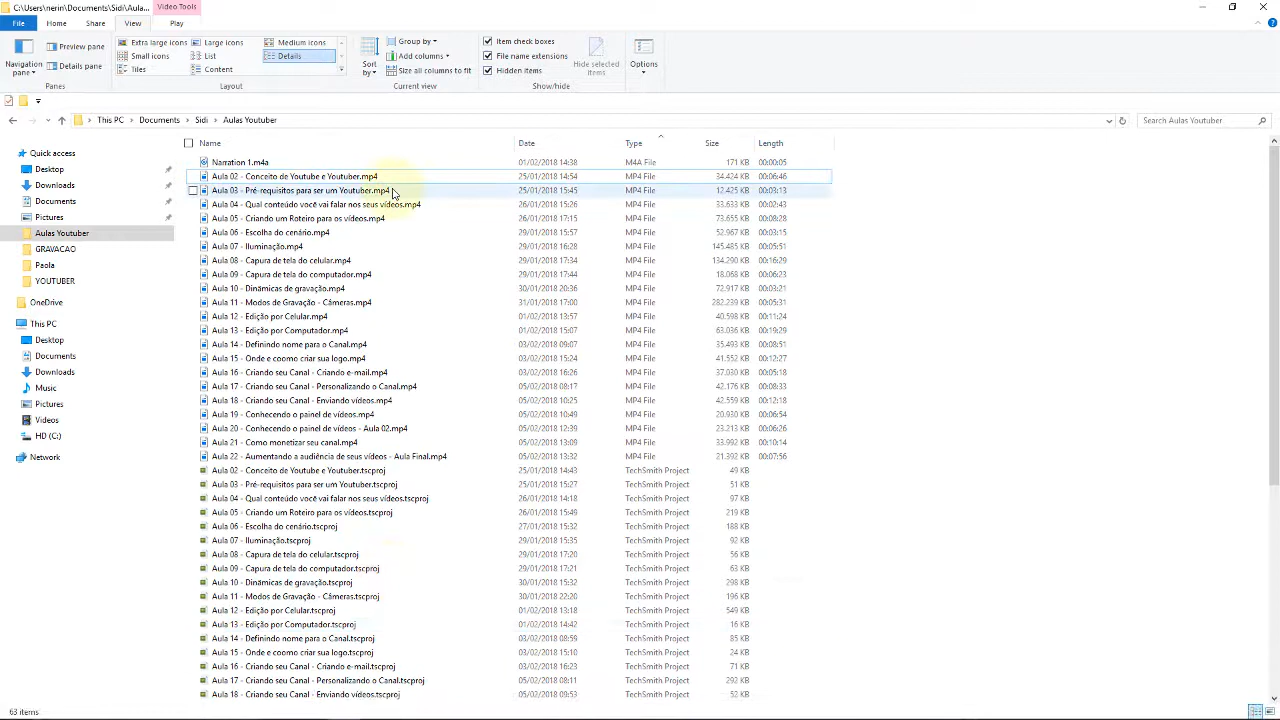 C:\Users\nerin\Documents\Sidi\Aula...
Video Tools
File
Home
Share
View
Play
Navigation pane
Preview pane
Details pane
Panes
Extra large icons
Large icons
Medium icons
Small icons
List
Details
Tiles
Content
Layout
Sort by
Group by
Add columns
Size all columns to fit
Current view
Item check boxes
File name extensions
Hidden items
Hide selected items
Show/hide
Options
This PC > Documents > Sidi > Aulas Youtuber
Search Aulas Youtuber
Quick access
Desktop
Downloads
Documents
Pictures
Aulas Youtuber
GRAVACAO
Paola
YOUTUBER
OneDrive
This PC
Desktop
Documents
Downloads
Music
Pictures
Videos
HD (C:)
Network
Name Date Type Size Length
Narration 1.m4a 01/02/2018 14:38 M4A File 171 KB 00:00:05
Aula 02 - Conceito de Youtube e Youtuber.mp4 25/01/2018 14:54 MP4 File 34.424 KB 00:06:46
Aula 03 - Pré-requisitos para ser um Youtuber.mp4 25/01/2018 15:45 MP4 File 12.425 KB 00:03:13
Aula 04 - Qual conteúdo você vai falar nos seus vídeos.mp4 26/01/2018 15:26 MP4 File 33.633 KB 00:02:43
Aula 05 - Criando um Roteiro para os vídeos.mp4 26/01/2018 17:15 MP4 File 73.655 KB 00:08:28
Aula 06 - Escolha do cenário.mp4 29/01/2018 15:57 MP4 File 52.967 KB 00:03:15
Aula 07 - Iluminação.mp4 29/01/2018 16:28 MP4 File 145.485 KB 00:05:51
Aula 08 - Capura de tela do celular.mp4 29/01/2018 17:34 MP4 File 134.290 KB 00:16:29
Aula 09 - Capura de tela do computador.mp4 29/01/2018 17:44 MP4 File 18.068 KB 00:06:23
Aula 10 - Dinâmicas de gravação.mp4 30/01/2018 20:36 MP4 File 72.917 KB 00:03:21
Aula 11 - Modos de Gravação - Câmeras.mp4 31/01/2018 17:00 MP4 File 282.239 KB 00:05:31
Aula 12 - Edição por Celular.mp4 01/02/2018 13:57 MP4 File 40.598 KB 00:11:24
Aula 13 - Edição por Computador.mp4 01/02/2018 15:07 MP4 File 63.036 KB 00:19:29
Aula 14 - Definindo nome para o Canal.mp4 03/02/2018 09:07 MP4 File 35.493 KB 00:08:51
Aula 15 - Onde e coomo criar sua logo.mp4 03/02/2018 15:24 MP4 File 41.552 KB 00:12:27
Aula 16 - Criando seu Canal - Criando e-mail.mp4 03/02/2018 16:26 MP4 File 37.030 KB 00:05:18
Aula 17 - Criando seu Canal - Personalizando o Canal.mp4 05/02/2018 08:17 MP4 File 42.176 KB 00:08:33
Aula 18 - Criando seu Canal - Enviando vídeos.mp4 05/02/2018 10:25 MP4 File 42.559 KB 00:12:18
Aula 19 - Conhecendo o painel de vídeos.mp4 05/02/2018 10:49 MP4 File 20.930 KB 00:06:54
Aula 20 - Conhecendo o painel de vídeos - Aula 02.mp4 05/02/2018 12:39 MP4 File 23.213 KB 00:06:26
Aula 21 - Como monetizar seu canal.mp4 05/02/2018 13:09 MP4 File 33.992 KB 00:10:14
Aula 22 - Aumentando a audiência de seus vídeos - Aula Final.mp4 05/02/2018 13:32 MP4 File 21.392 KB 00:07:56
Aula 02 - Conceito de Youtube e Youtuber.tscproj 25/01/2018 14:43 TechSmith Project 49 KB
Aula 03 - Pré-requisitos para ser um Youtuber.tscproj 25/01/2018 15:27 TechSmith Project 51 KB
Aula 04 - Qual conteúdo você vai falar nos seus vídeos.tscproj 26/01/2018 14:18 TechSmith Project 97 KB
Aula 05 - Criando um Roteiro para os vídeos.tscproj 26/01/2018 15:51 TechSmith Project 219 KB
Aula 06 - Escolha do cenário.tscproj 27/01/2018 15:32 TechSmith Project 188 KB
Aula 07 - Iluminação.tscproj 29/01/2018 15:32 TechSmith Project 92 KB
Aula 08 - Capura de tela do celular.tscproj 29/01/2018 17:20 TechSmith Project 56 KB
Aula 09 - Capura de tela do computador.tscproj 29/01/2018 17:21 TechSmith Project 63 KB
Aula 10 - Dinâmicas de gravação.tscproj 30/01/2018 15:32 TechSmith Project 298 KB
Aula 11 - Modos de Gravação - Câmeras.tscproj 30/01/2018 22:20 TechSmith Project 196 KB
Aula 12 - Edição por Celular.tscproj 01/02/2018 13:18 TechSmith Project 549 KB
Aula 13 - Edição por Computador.tscproj 01/02/2018 14:42 TechSmith Project 16 KB
Aula 14 - Definindo nome para o Canal.tscproj 03/02/2018 08:59 TechSmith Project 85 KB
Aula 15 - Onde e coomo criar sua logo.tscproj 03/02/2018 15:10 TechSmith Project 24 KB
Aula 16 - Criando seu Canal - Criando e-mail.tscproj 03/02/2018 16:23 TechSmith Project 71 KB
Aula 17 - Criando seu Canal - Personalizando o Canal.tscproj 05/02/2018 08:11 TechSmith Project 292 KB
Aula 18 - Criando seu Canal - Enviando vídeos.tscproj 05/02/2018 09:53 TechSmith Project 52 KB
63 items